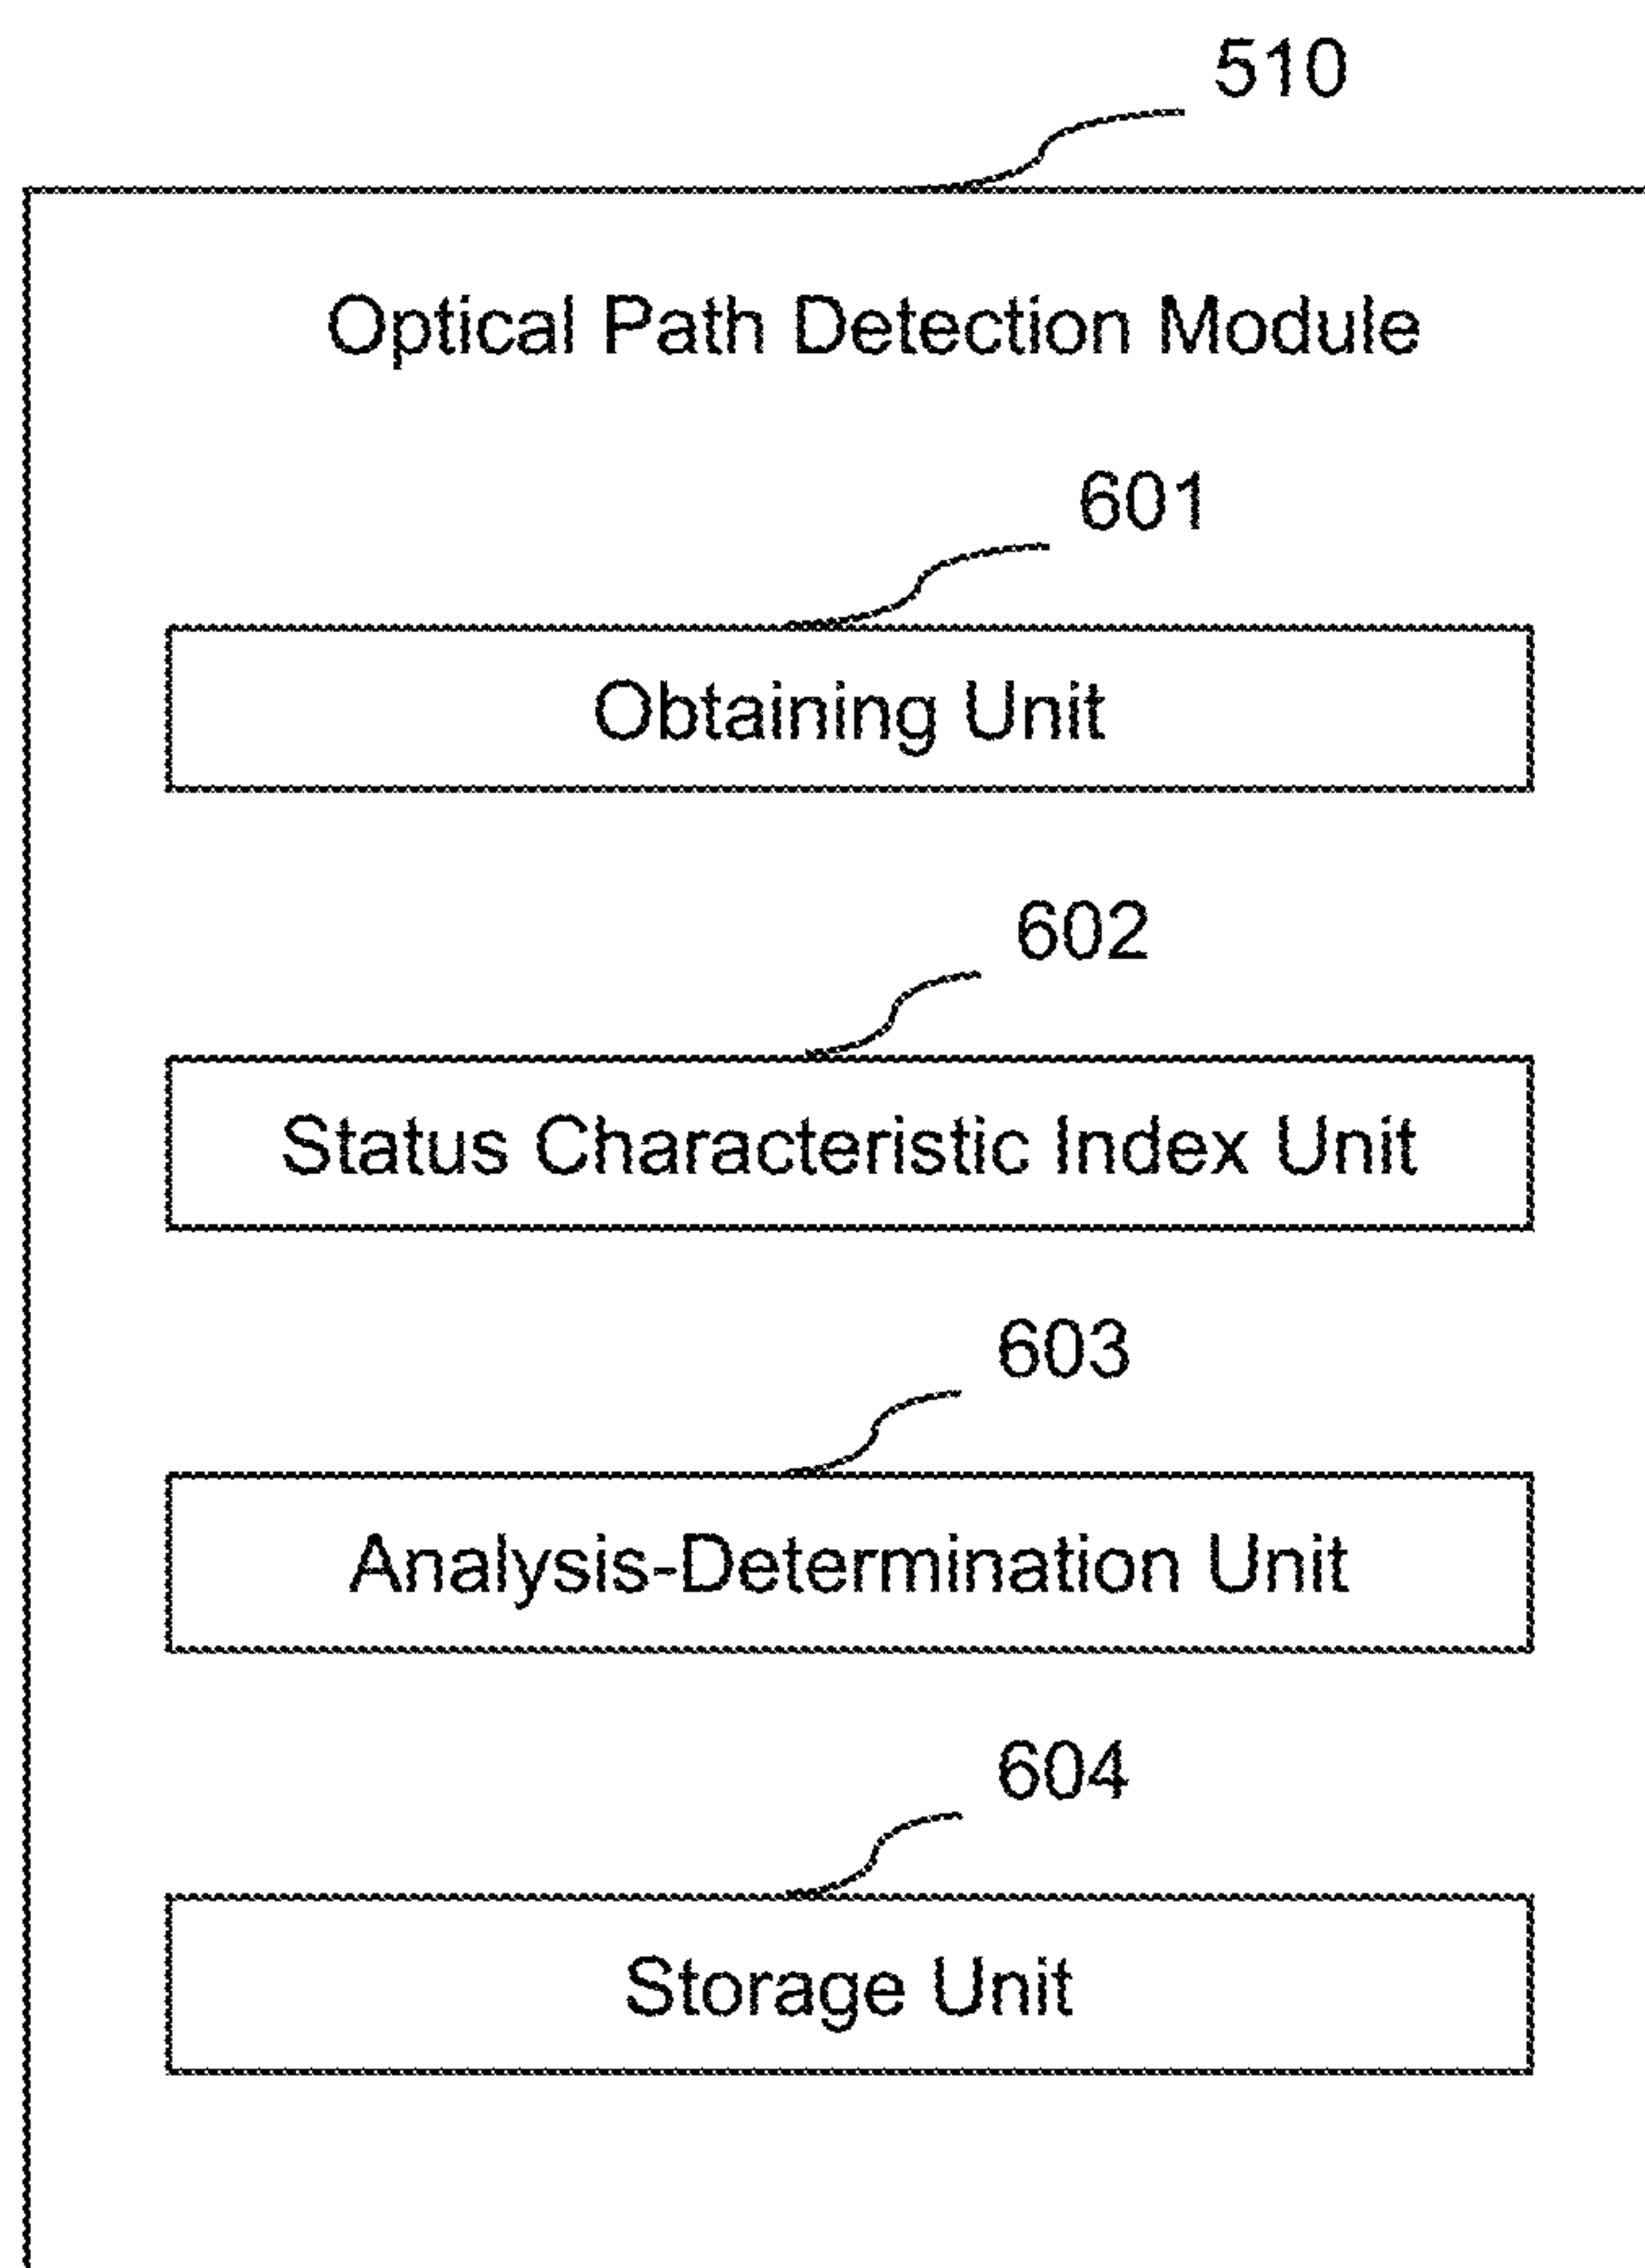 510
Optical Path Detection Module
601
Obtaining Unit
602
Status Characteristic Index Unit
603
Analysis-Determination Unit
604
Storage Unit